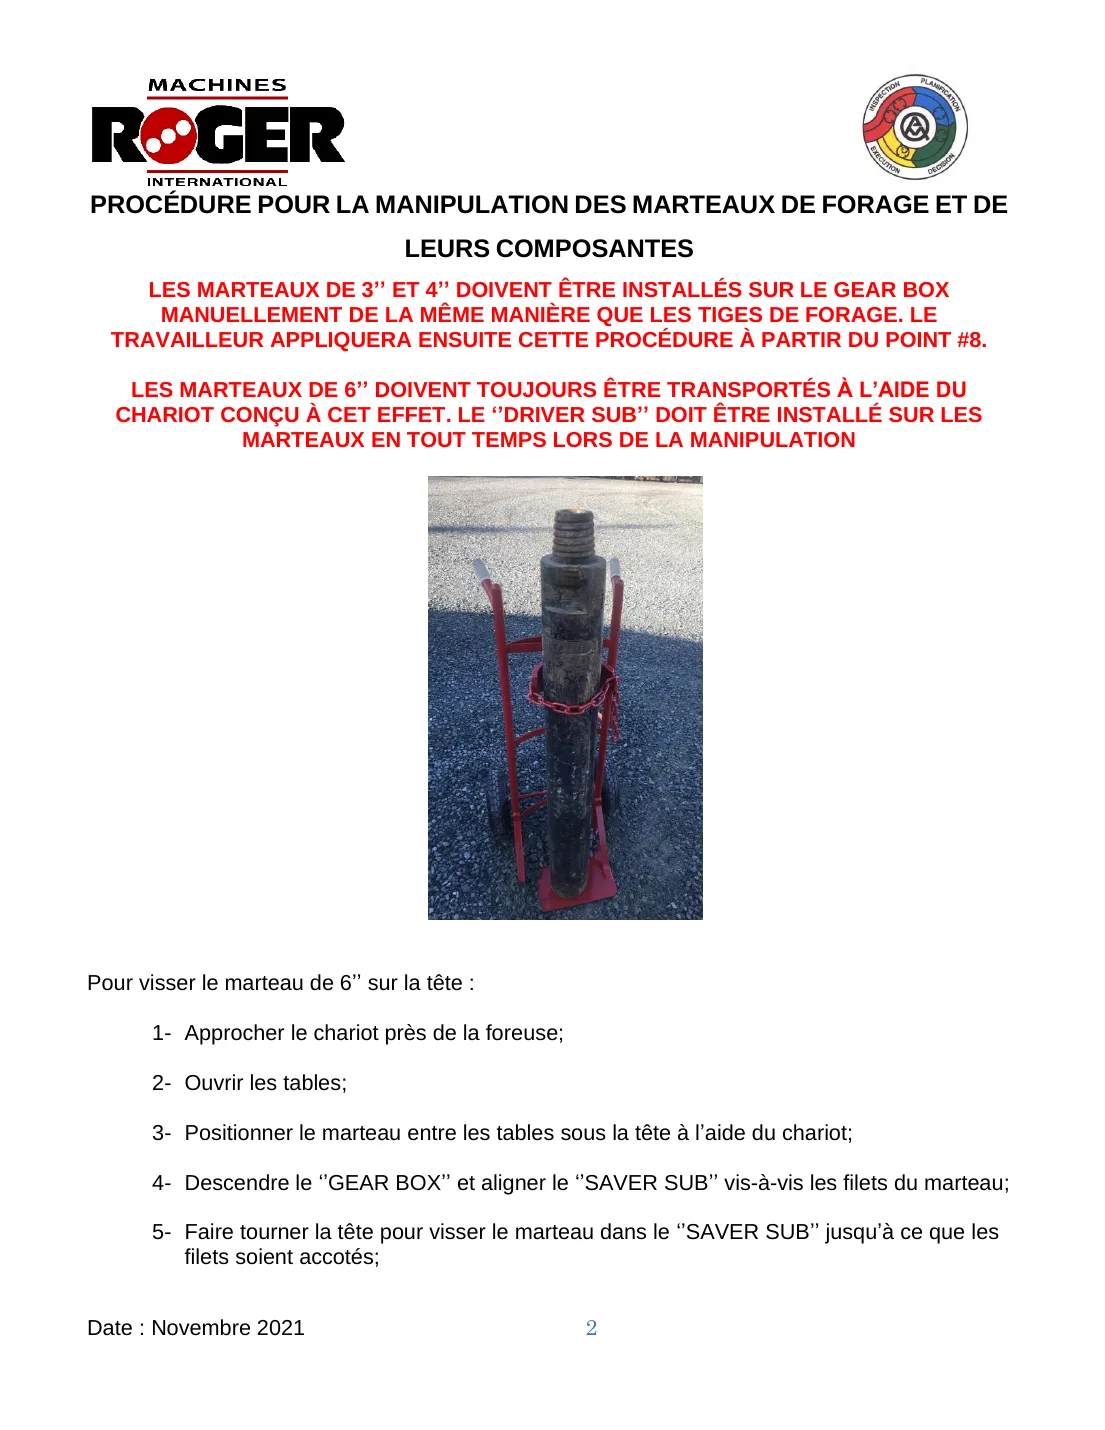 MACHINES
ROGER
INTERNATIONAL
INSPECTION
PLANIFICATION
EXECUTION
DECISION
PROCÉDURE POUR LA MANIPULATION DES MARTEAUX DE FORAGE ET DE
LEURS COMPOSANTES
LES MARTEAUX DE 3’’ ET 4’’ DOIVENT ÊTRE INSTALLÉS SUR LE GEAR BOX
MANUELLEMENT DE LA MÊME MANIÈRE QUE LES TIGES DE FORAGE. LE
TRAVAILLEUR APPLIQUERA ENSUITE CETTE PROCÉDURE À PARTIR DU POINT #8.
LES MARTEAUX DE 6’’ DOIVENT TOUJOURS ÊTRE TRANSPORTÉS À L’AIDE DU
CHARIOT CONÇU À CET EFFET. LE ‘’DRIVER SUB’’ DOIT ÊTRE INSTALLÉ SUR LES
MARTEAUX EN TOUT TEMPS LORS DE LA MANIPULATION
Pour visser le marteau de 6’’ sur la tête :
1- Approcher le chariot près de la foreuse;
2- Ouvrir les tables;
3- Positionner le marteau entre les tables sous la tête à l’aide du chariot;
4- Descendre le ‘’GEAR BOX’’ et aligner le ‘’SAVER SUB’’ vis-à-vis les filets du marteau;
5- Faire tourner la tête pour visser le marteau dans le ‘’SAVER SUB’’ jusqu’à ce que les
filets soient accotés;
Date : Novembre 2021 2